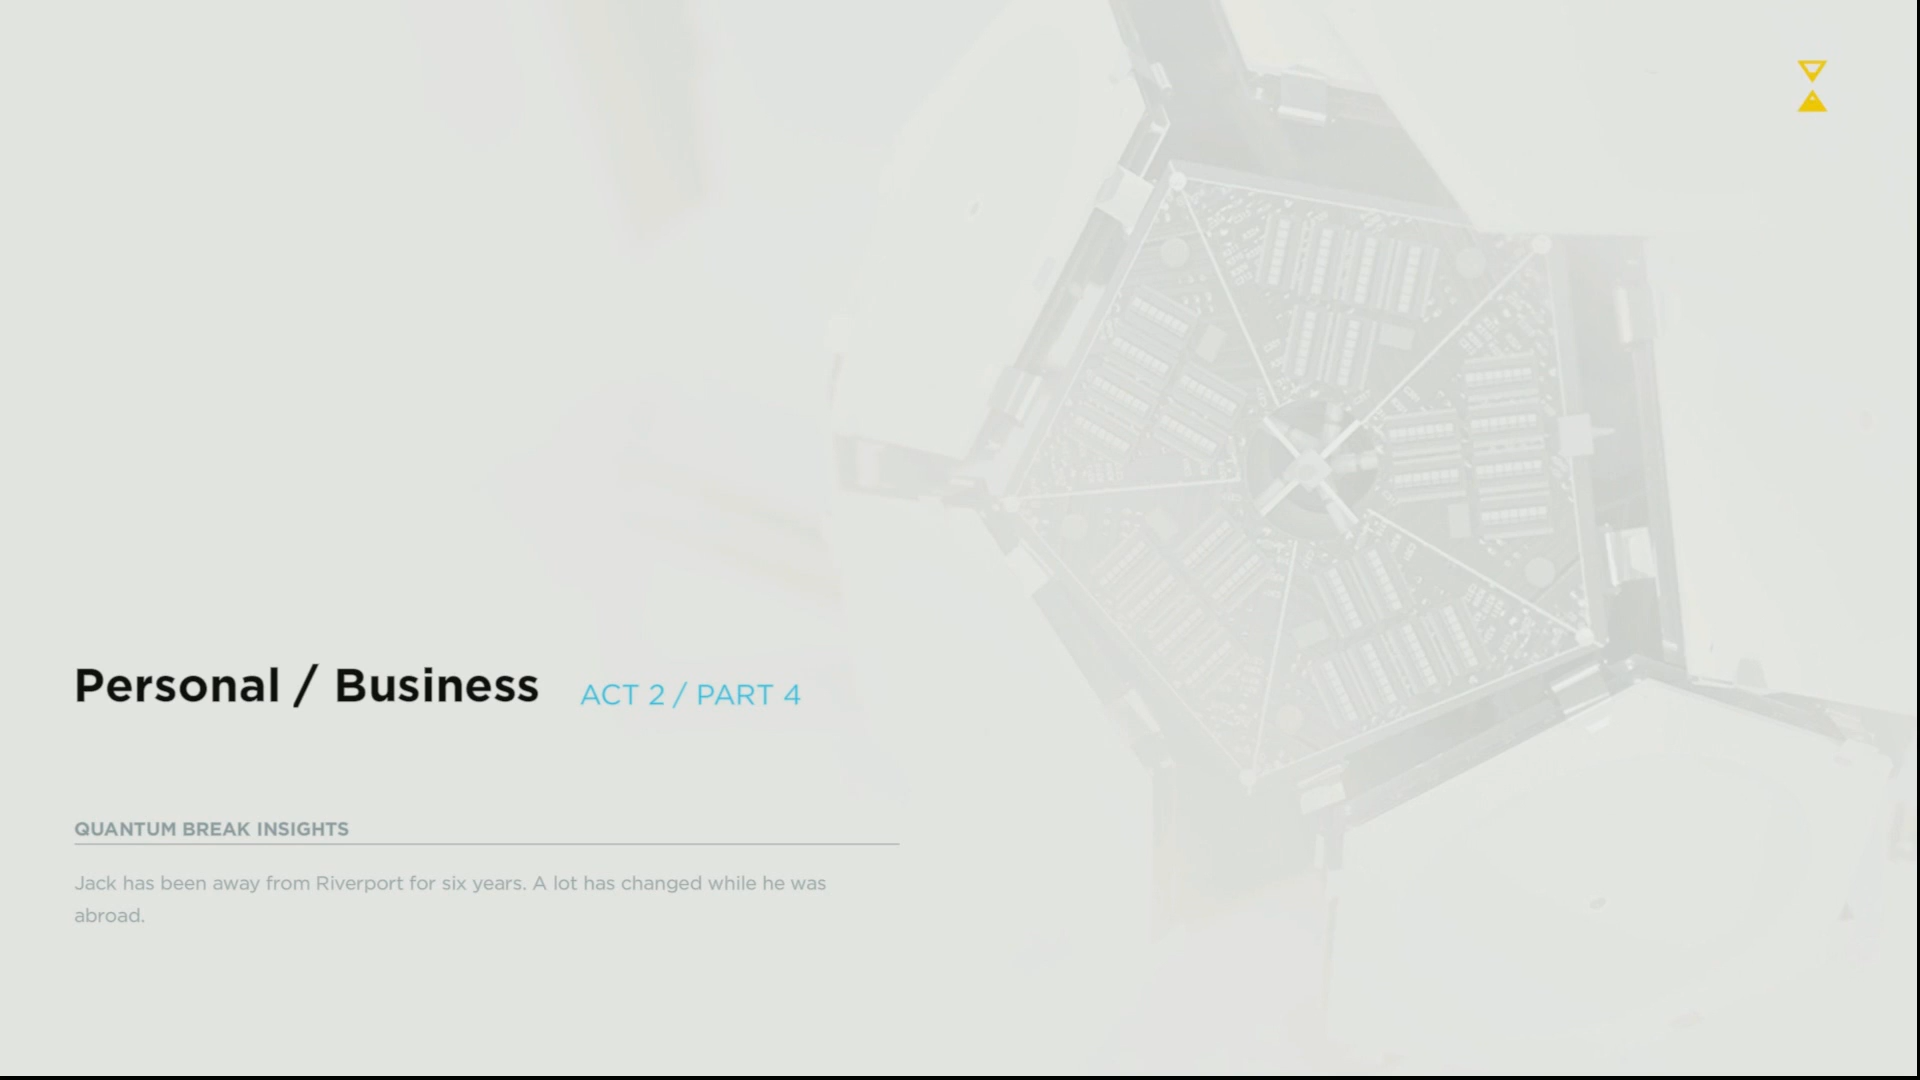 Personal / Business ACT 2 / PART 4
QUANTUM BREAK INSIGHTS
Jack has been away from Riverport for six years. A lot has changed while he was
abroad.